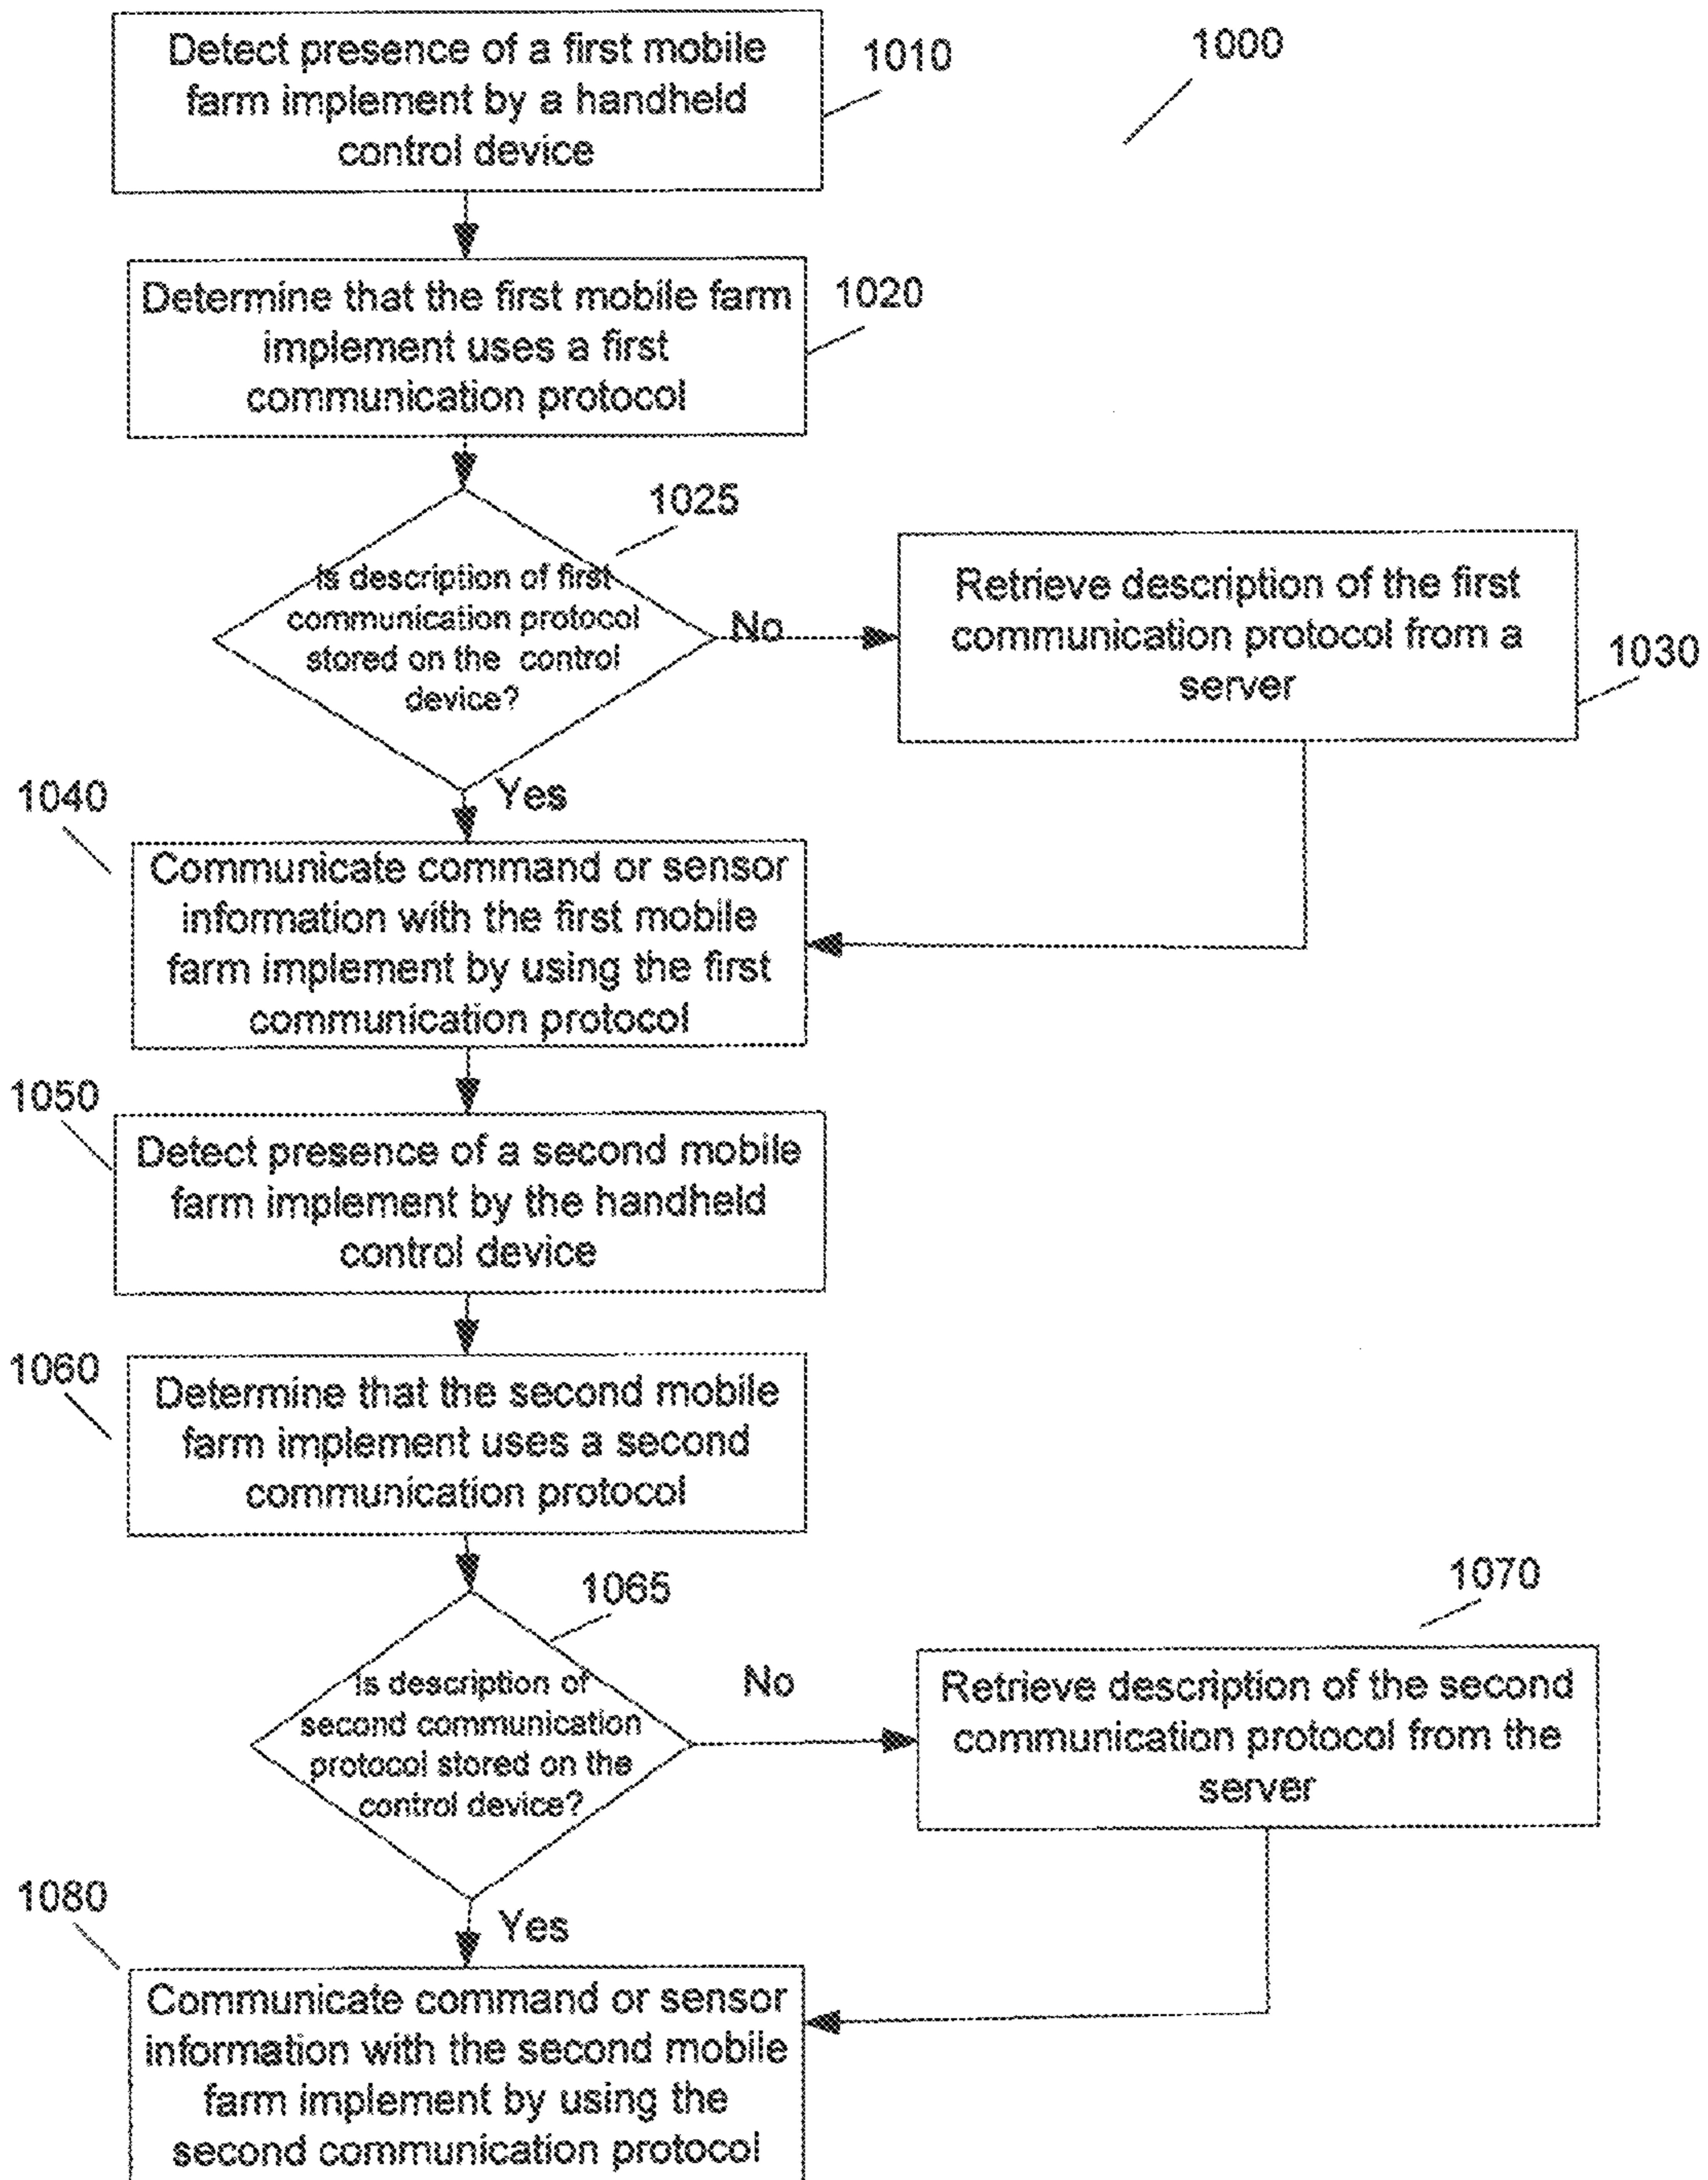 Detect presence of a first mobile
farm implement by a handheld
control device
1010
1000
Determine that the first mobile farm
implement uses a first
communication protocol
1020
1025
Is description of first
communication protocol
stored on the control
device?
No
Retrieve description of the first
communication protocol from a
server
1030
Yes
1040
Communicate command or sensor
information with the first mobile
farm implement by using the first
communication protocol
1050
Detect presence of a second mobile
farm implement by the handheld
control device
1060
Determine that the second mobile
farm implement uses a second
communication protocol
1065
Is description of
second communication
protocol stored on the
control device?
No
1070
Retrieve description of the second
communication protocol from the
server
Yes
1080
Communicate command or sensor
information with the second mobile
farm implement by using the
second communication protocol